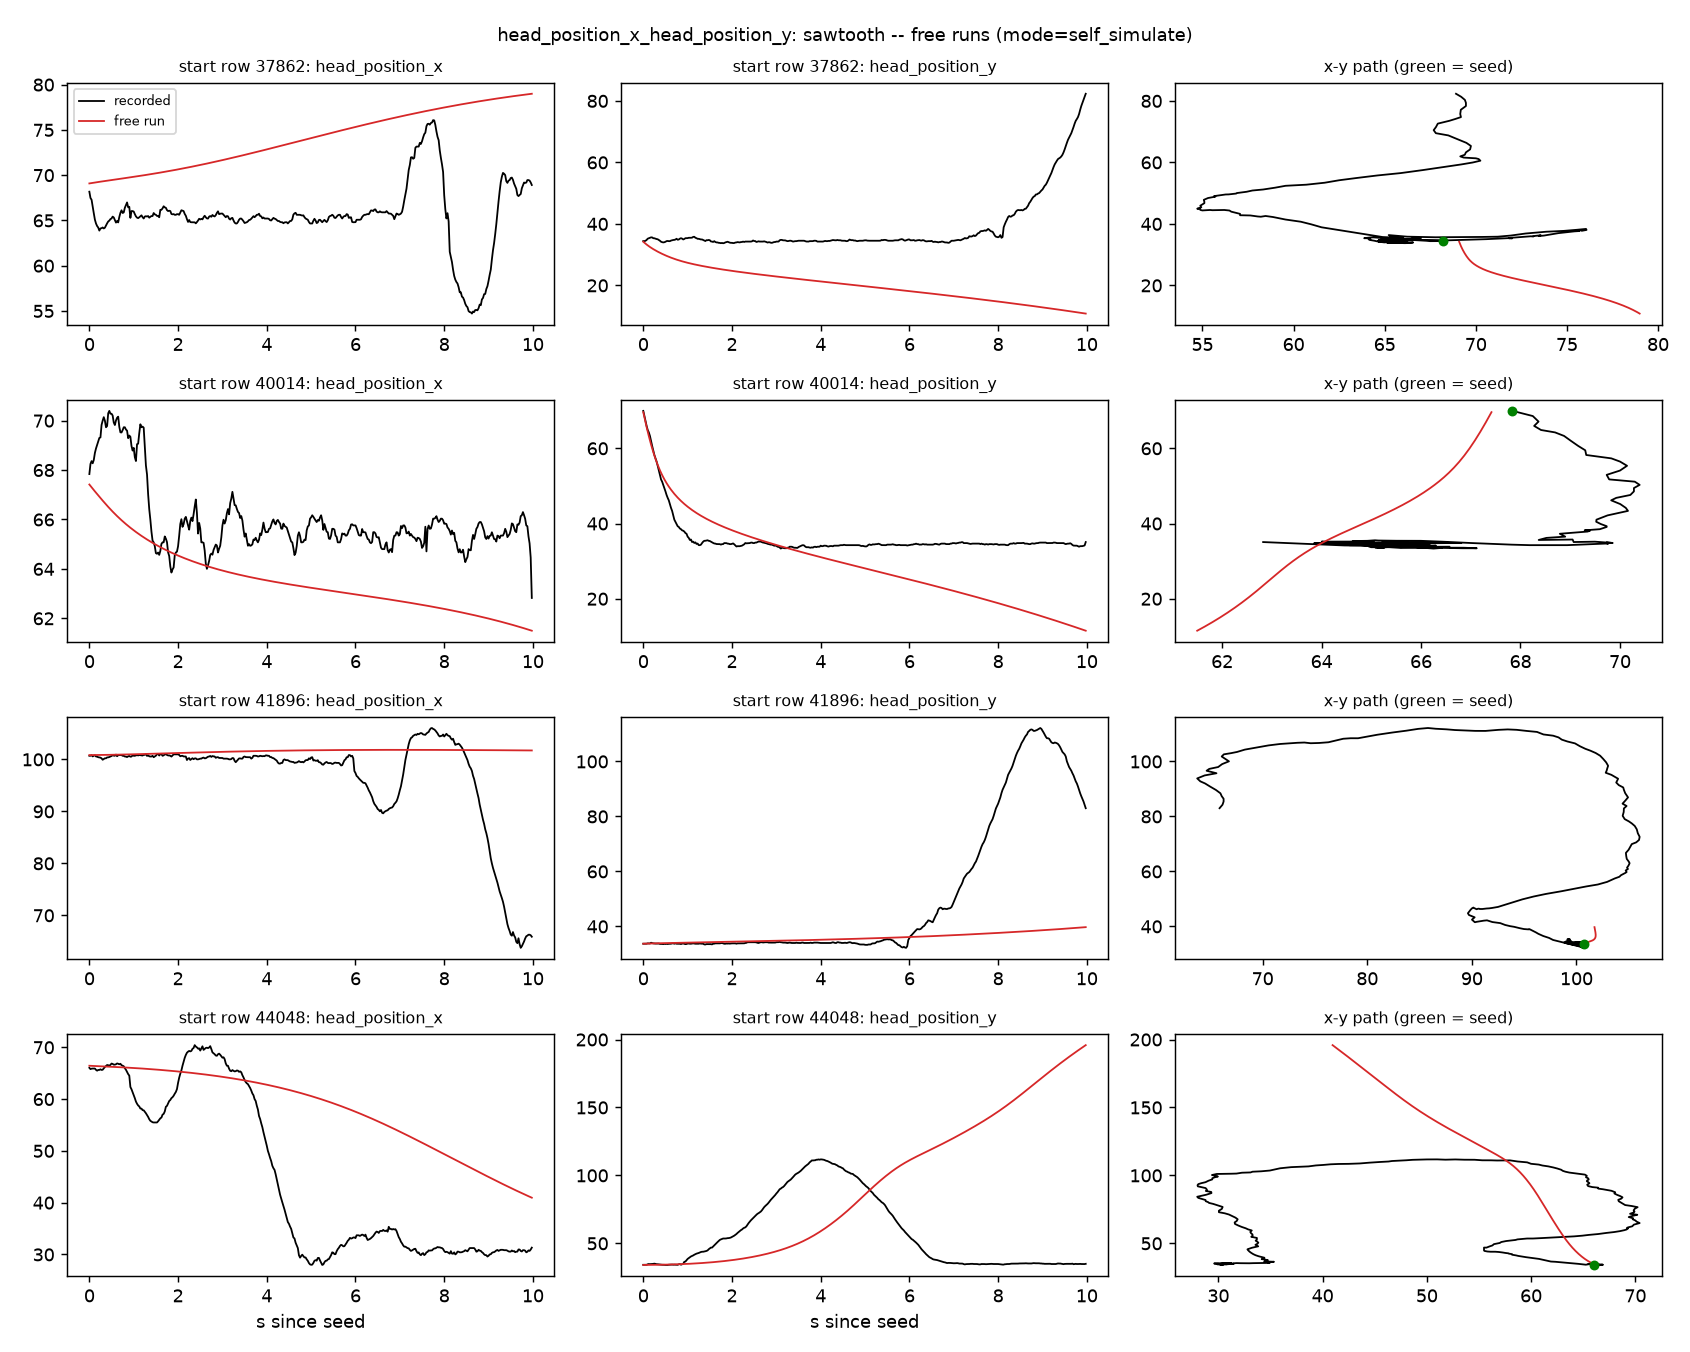 head_position_x_head_position_y: sawtooth -- free runs (mode=self_simulate)
start row 37862: head_position_x
start row 37862: head_position_y
x-y path (green = seed)
recorded
free run
80
75
70
65
60
55
0 2 4 6 8 10
80
60
40
20
0 2 4 6 8 10
80
60
40
20
55 60 65 70 75 80
start row 40014: head_position_x
start row 40014: head_position_y
x-y path (green = seed)
70
68
66
64
62
0 2 4 6 8 10
60
40
20
0 2 4 6 8 10
60
40
20
62 64 66 68 70
start row 41896: head_position_x
start row 41896: head_position_y
x-y path (green = seed)
100
90
80
70
0 2 4 6 8 10
100
80
60
40
0 2 4 6 8 10
100
80
60
40
70 80 90 100
start row 44048: head_position_x
start row 44048: head_position_y
x-y path (green = seed)
70
60
50
40
30
0 2 4 6 8 10
s since seed
200
150
100
50
0 2 4 6 8 10
s since seed
200
150
100
50
30 40 50 60 70